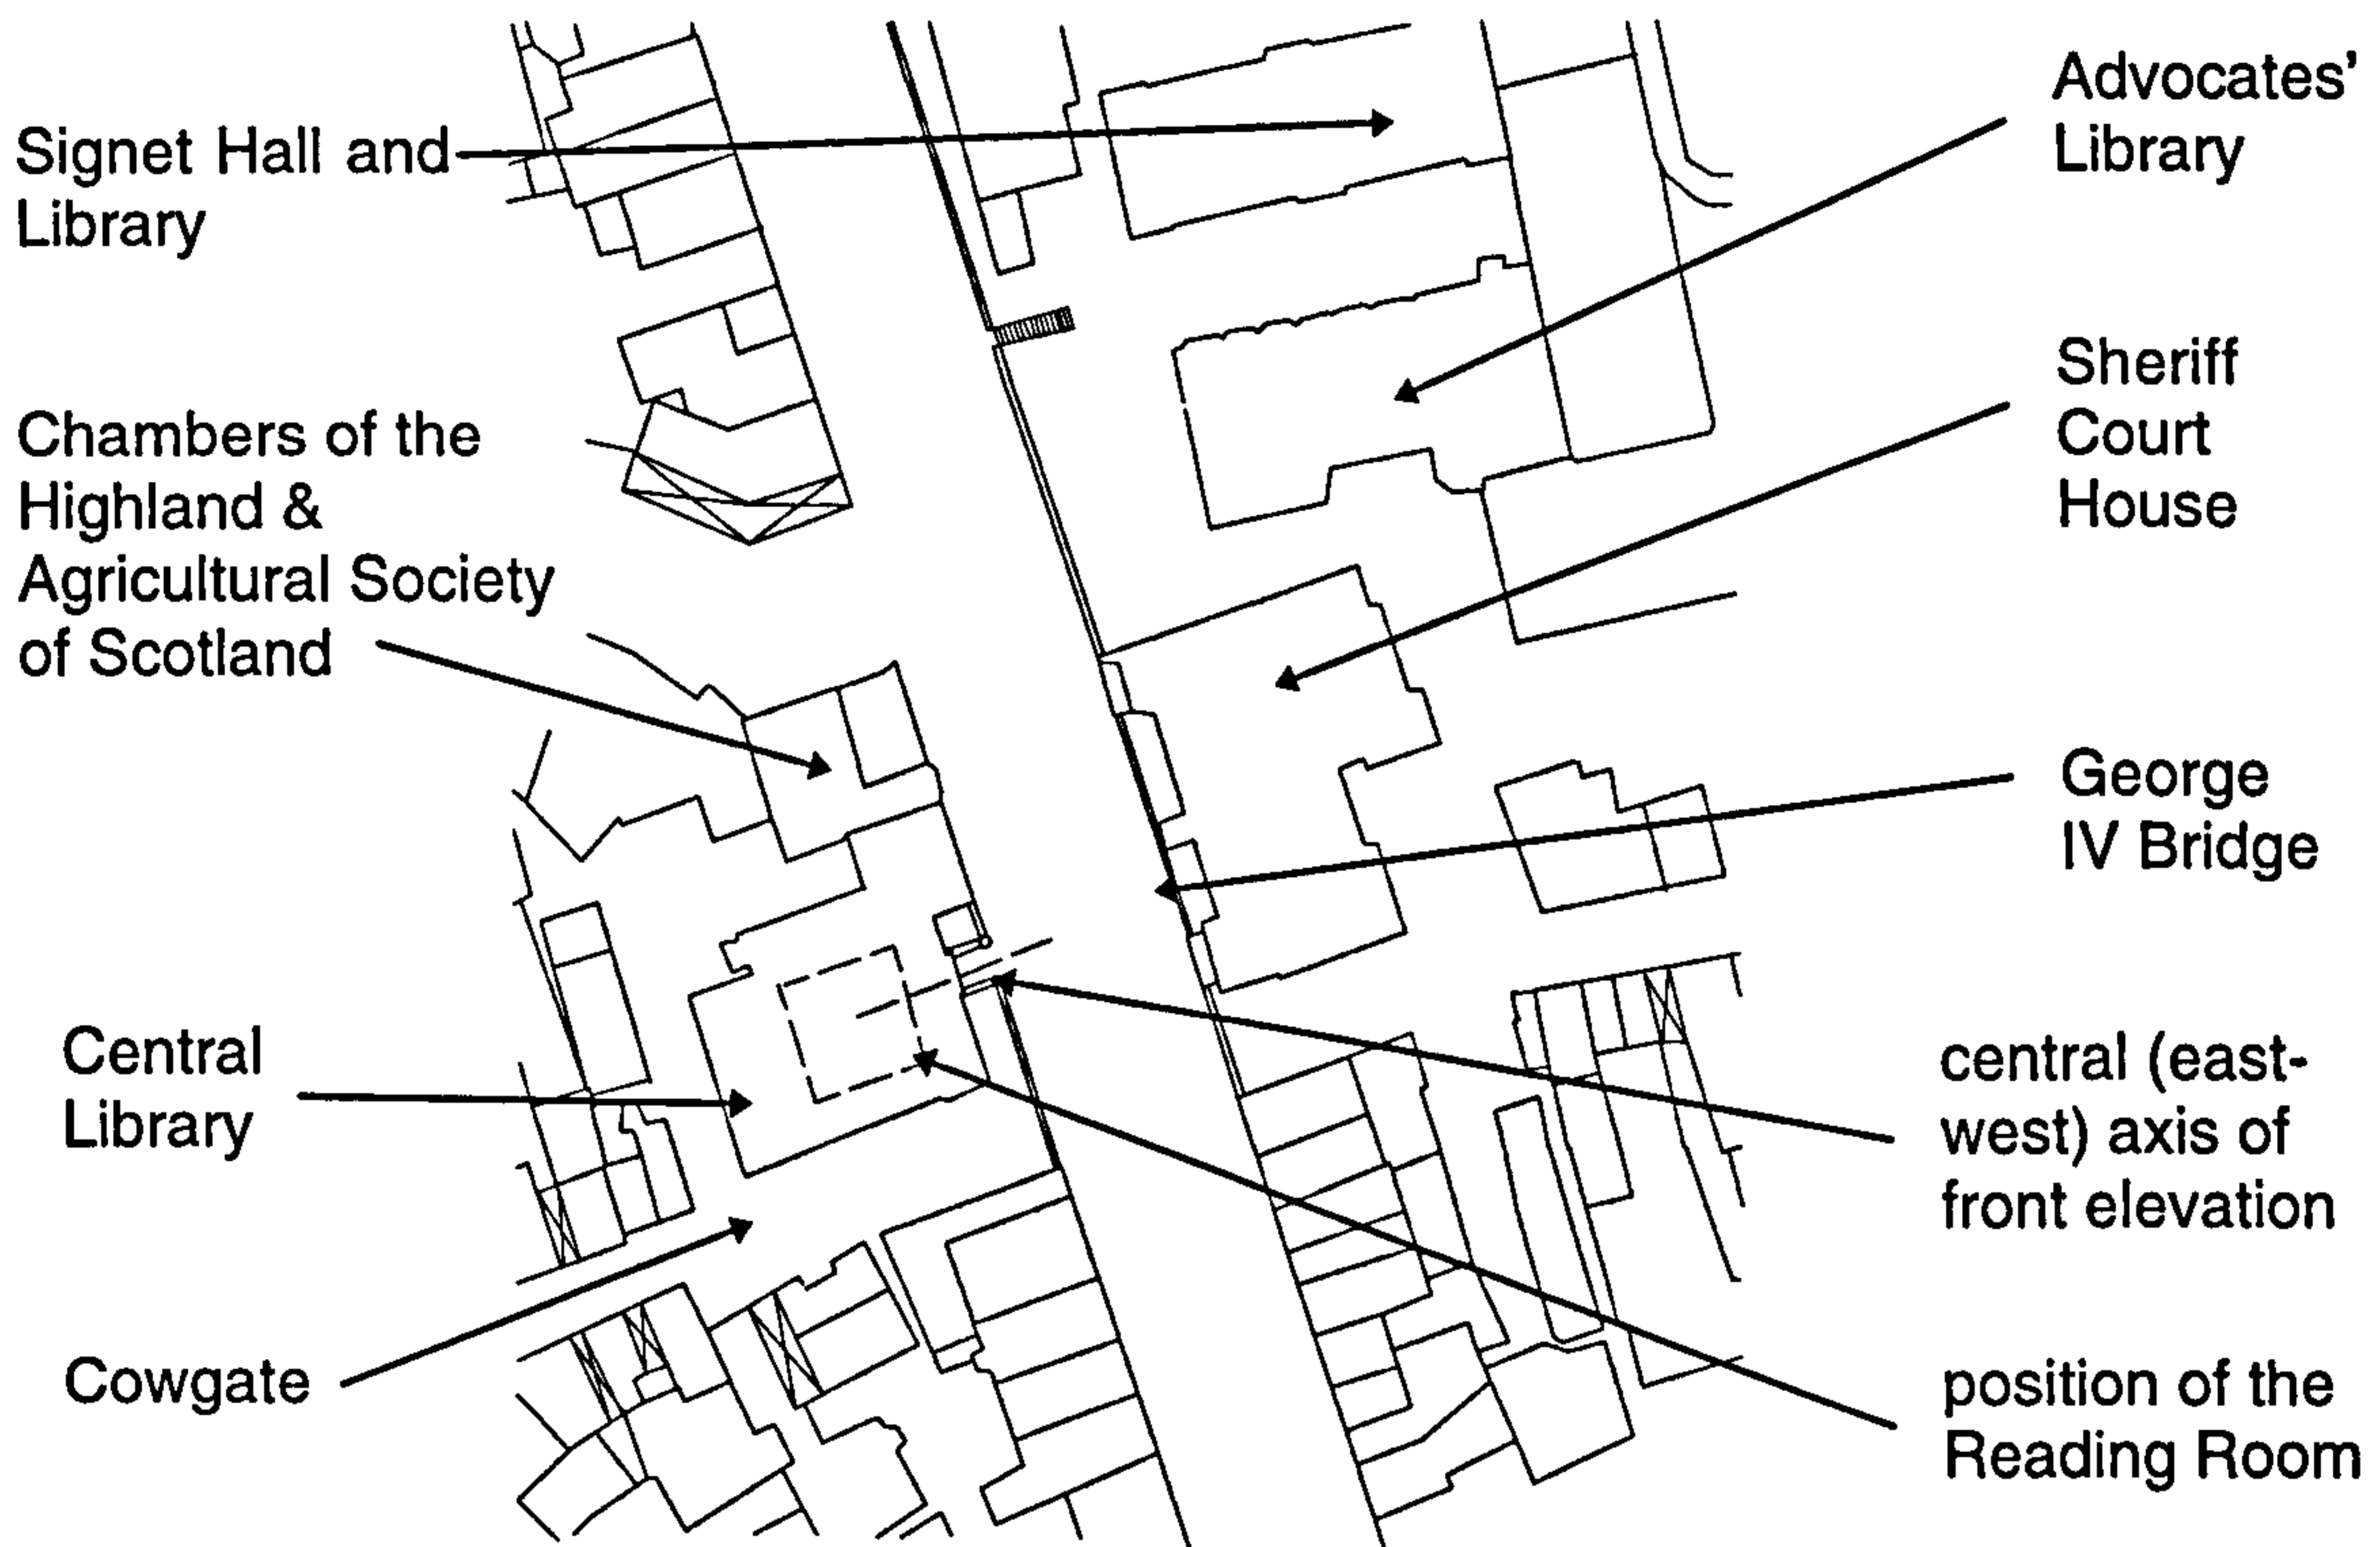 Signet Hall and
Library
Chambers of the
Highland &
Agricultural Society
of Scotland
Central
Library
Cowgate
Advocates'
Library
Sheriff
Court
House
George
IV Bridge
central (east-
west) axis of
front elevation
position of the
Reading Room